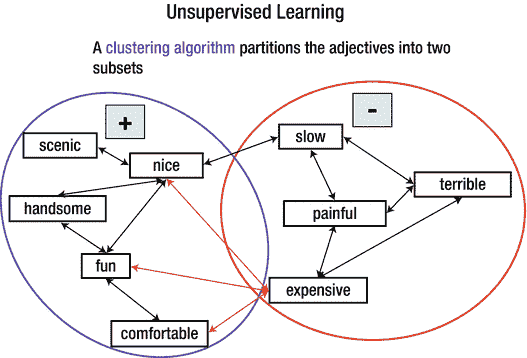 Unsupervised Learning
A clustering algorithm partitions the adjectives into two
subsets
+
-
slow
scenic
nice
terrible
handsome
painful
fun
expensive
comfortable